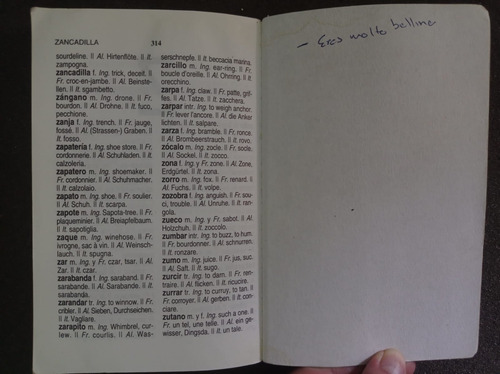 ZANCADILLA
314
sourdeline. || Al. Hirtenflöte. || It.
zampogna.
zancadilla f. Ing. trick, deceit. || Fr.
croc-en-jambe. || Al. Beinstel-
len. || It. sgambetto.
zángano m. Ing. drone. || Fr.
bourdon. || Al. Drohne. || It. fuco,
pecchione.
zanja f. Ing. trench. || Fr. jauge,
fossé. || Al. (Strassen-) Graben. || It.
fosso.
zapatería f. Ing. shoe store. || Fr.
cordonnerie. || Al. Schuhladen. || It.
calzoleria.
zapatero m. Ing. shoemaker. || Fr.
cordonnier. || Al. Schuhmacher.
|| It. calzolaio.
zapato m. Ing. shoe. || Fr. soulier.
|| Al. Schuh. || It. scarpa.
zapote m. Ing. Sapota-tree. || Fr.
plaqueminier. || Al. Breiapfelbaum.
|| It. sapotiglia.
zaque m. Ing. winehose. || Fr.
ivrogne, sac à vin. || Al. Weinsch-
lauch. || It. spugna.
zar m. Ing. y Fr. czar, tsar. || Al.
Zar. || It. czar.
zarabanda f. Ing. saraband. || Fr.
sarabande. || Al. Sarabande. || It.
sarabanda.
zarandar tr. Ing. to winnow. || Fr.
cribler. || Al. Sieben, Durchseichen.
|| It. Vagliare.
zarapito m. Ing. Whimbrel, cur-
lew. || Fr. courlis. || Al. Was-
serschnepfe. || It. beccacia marina.
zarcillo m. Ing. ear-ring. || Fr.
boucle d'oreille. || Al. Ohrring. || It.
orecchino.
zarpa f. Ing. claw. || Fr. patte, grif-
fes. || Al. Tatze. || It. zacchera.
zarpar intr. Ing. to weigh anchor. ||
Fr. lever l'ancre. || Al. die Anker
lichten. || It. salpare.
zarza f. Ing. bramble. || Fr. ronce.
|| Al. Brombeerstrauch. || It. rovo.
zócalo m. Ing. zocle. || Fr. socle.
|| Al. Sockel. || It. zocco.
zona f. Ing. y Fr. zone. || Al. Zone,
Erdgürtel. || It. zona.
zorro m. Ing. fox. || Fr. renard. ||
Al. Fuchs. || It. volpe.
zozobra f. Ing. anguish. || Fr. sou-
ci, trouble. || Al. Unruhe. || It. ran-
gola.
zueco m. Ing. y Fr. sabot. || Al.
Holzchuh. || It. zoccolo.
zumbar intr. Ing. to buzz, to hum.
|| Fr. bourdonner. || Al. schnurren.
|| It. ronzare.
zumo m. Ing. juice. || Fr. jus, suc.
|| Al. Saft. || It. sugo.
zurcir tr. Ing. to darn. || Fr. ren-
traire. || Al. flicken. || It. ricucire.
zurrar tr. Ing. to curruy, to tan. ||
Fr. corroyer. || Al. gerben. || It. con-
ciare.
zutano m. y f. Ing. such a one. ||
Fr. un tel, une telle. || Al. ein ge-
wisser, Dingsda. || It. un tale.
- Eres molto bellina